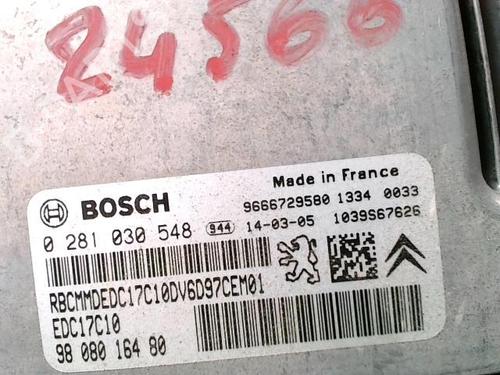 24566
BOSCH
Made in France
9666729580 1334 0033
0 281 030 548 944 14-03-05 1039S67626
RBCMMDEDC17C10DV6D97CEM01
EDC17C10
98 080 164 80